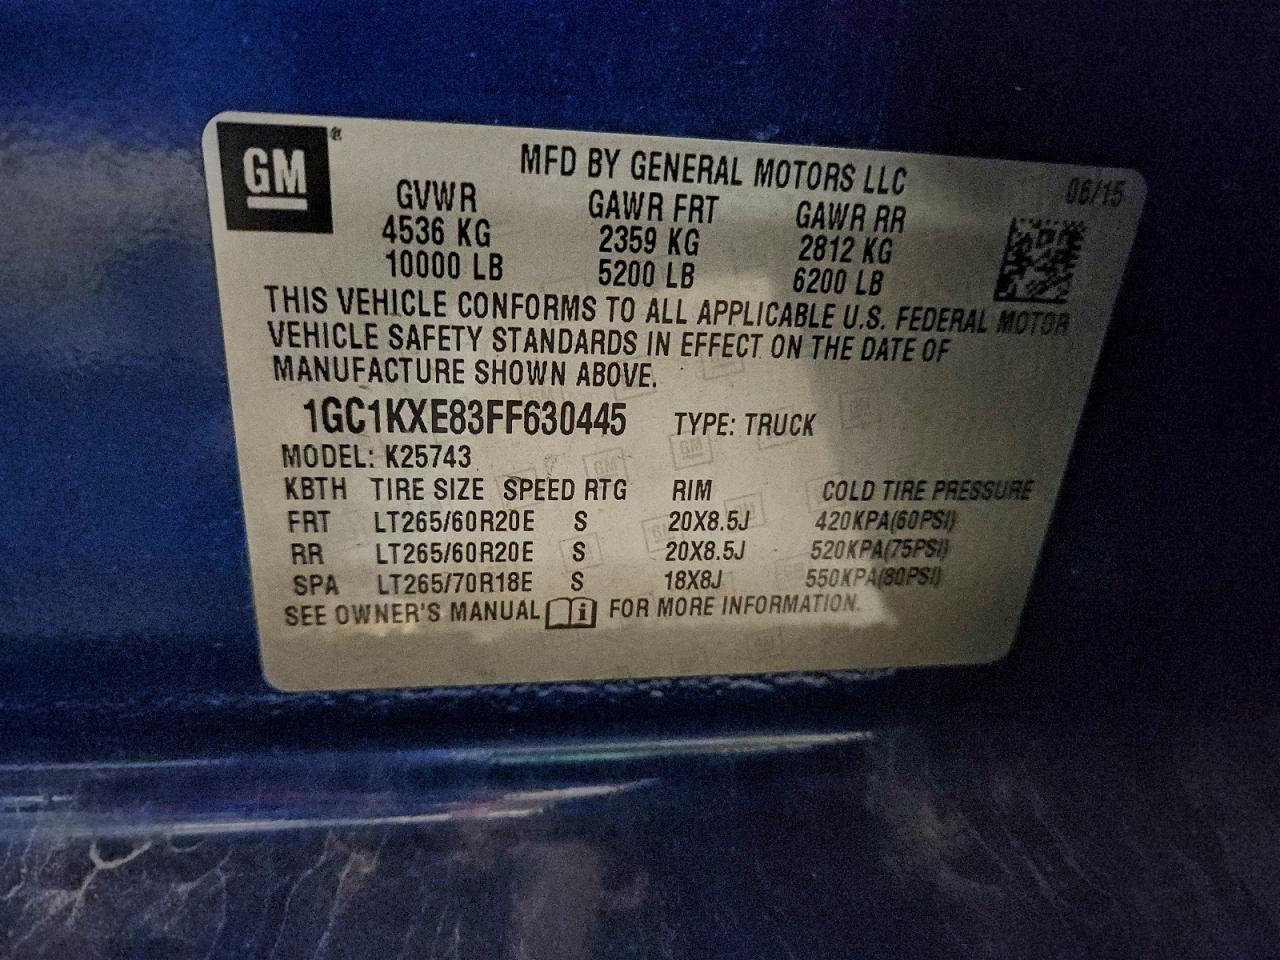 GM
MFD BY GENERAL MOTORS LLC 06/15
GVWR GAWR FRT GAWR RR
4536 KG 2359 KG 2812 KG
10000 LB 5200 LB 6200 LB
THIS VEHICLE CONFORMS TO ALL APPLICABLE U.S. FEDERAL MOTOR
VEHICLE SAFETY STANDARDS IN EFFECT ON THE DATE OF
MANUFACTURE SHOWN ABOVE.
1GC1KXE83FF630445 TYPE: TRUCK
MODEL: K25743
KBTH TIRE SIZE SPEED RTG RIM COLD TIRE PRESSURE
FRT LT265/60R20E S 20X8.5J 420KPA(60PSI)
RR LT265/60R20E S 20X8.5J 520KPA(75PSI)
SPA LT265/70R18E S 18X8J 550KPA(80PSI)
SEE OWNER'S MANUAL i FOR MORE INFORMATION.